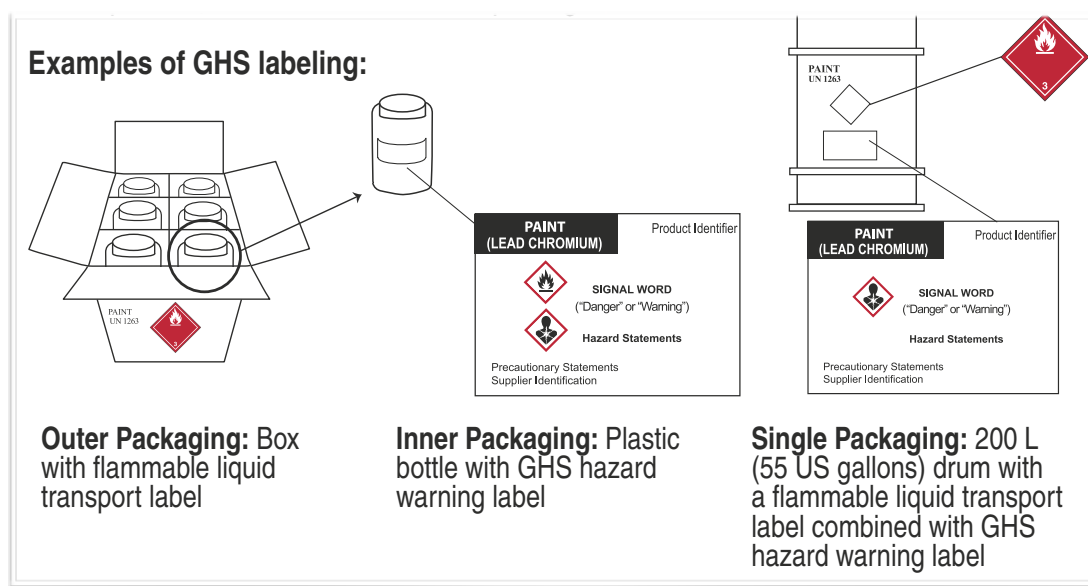 Examples of GHS labeling:
PAINT
UN 1263
3
PAINT
UN 1263
3
PAINT
(LEAD CHROMIUM)
Product Identifier
SIGNAL WORD
("Danger" or "Warning")
Hazard Statements
Precautionary Statements
Supplier Identification
PAINT
(LEAD CHROMIUM)
Product Identifier
SIGNAL WORD
("Danger" or "Warning")
Hazard Statements
Precautionary Statements
Supplier Identification
Outer Packaging: Box
with flammable liquid
transport label
Inner Packaging: Plastic
bottle with GHS hazard
warning label
Single Packaging: 200 L
(55 US gallons) drum with
a flammable liquid transport
label combined with GHS
hazard warning label